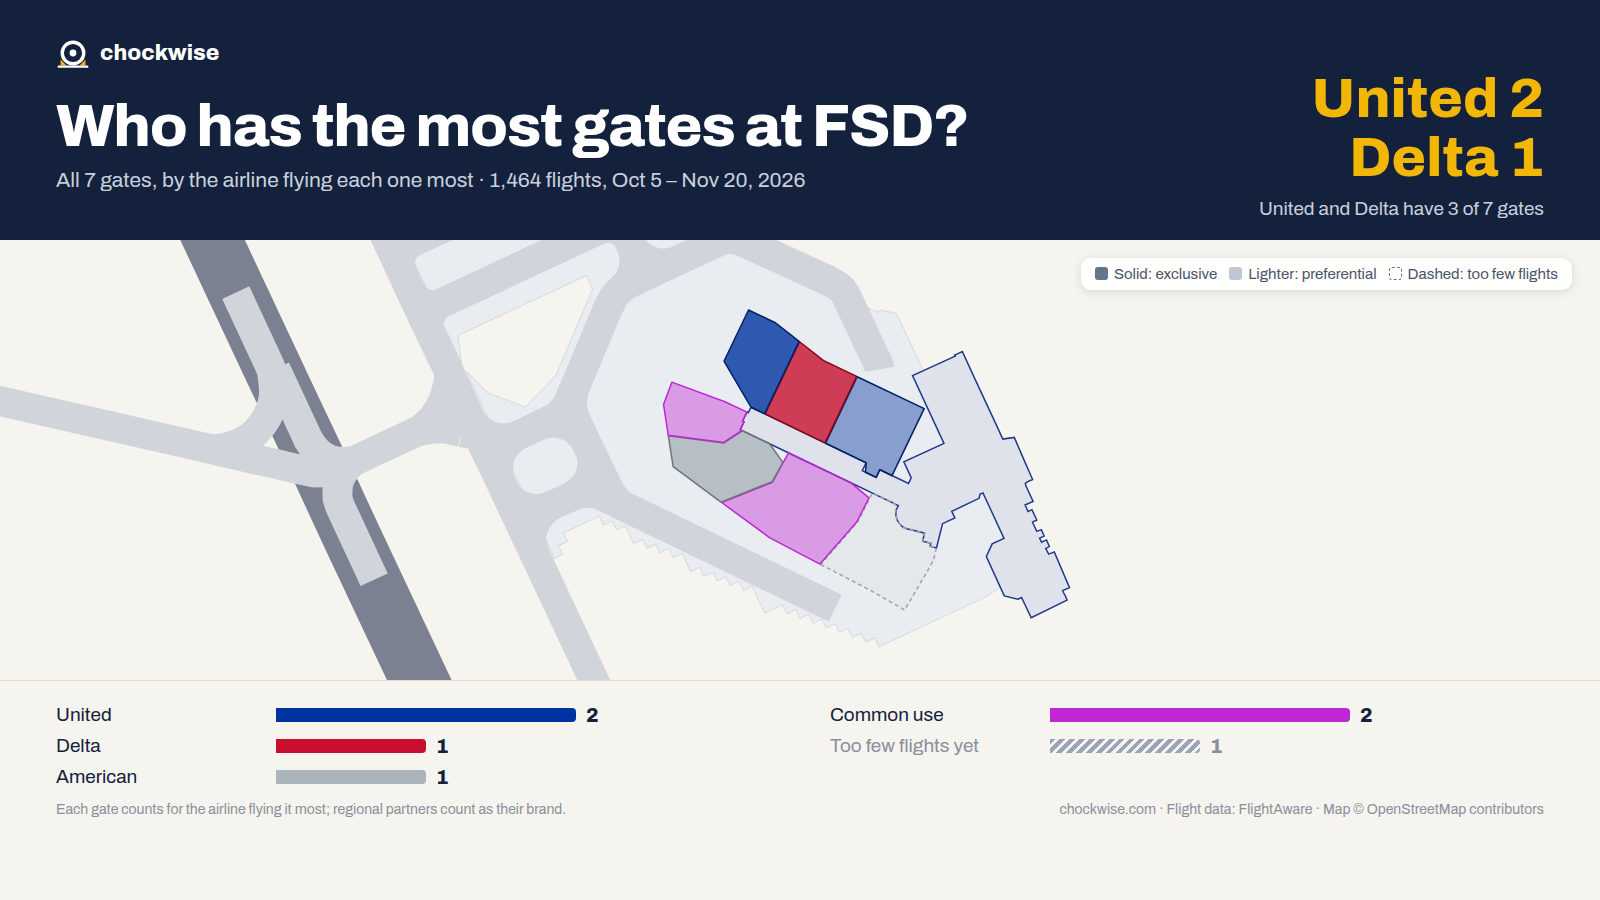 chockwise
Who has the most gates at FSD?
All 7 gates, by the airline flying each one most · 1,464 flights, Oct 5 – Nov 20, 2026
United 2
Delta 1
United and Delta have 3 of 7 gates
Solid: exclusive Lighter: preferential Dashed: too few flights
United 2
Delta 1
American 1
Common use 2
Too few flights yet 1
Each gate counts for the airline flying it most; regional partners count as their brand.
chockwise.com · Flight data: FlightAware · Map © OpenStreetMap contributors